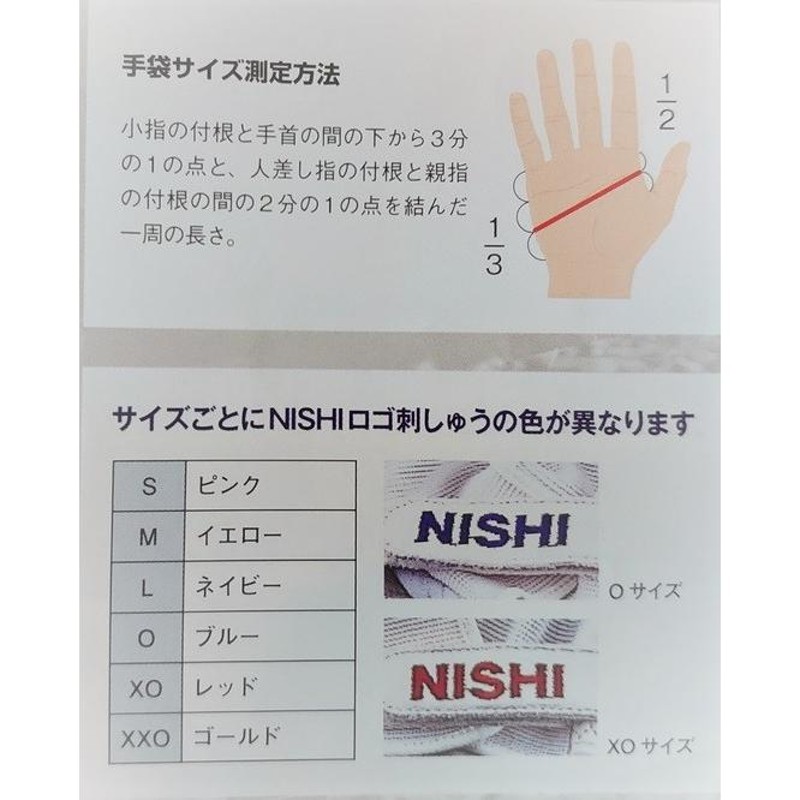 手袋サイズ測定方法
小指の付根と手首の間の下から3分
の1の点と、人差し指の付根と親指
の付根の間の2分の1の点を結んだ
一周の長さ。
1/2
1/3
サイズごとにNISHIロゴ刺しゅうの色が異なります
S ピンク
M イエロー
L ネイビー
O ブルー
XO レッド
XXO ゴールド
NISHI
Oサイズ
NISHI
XOサイズ